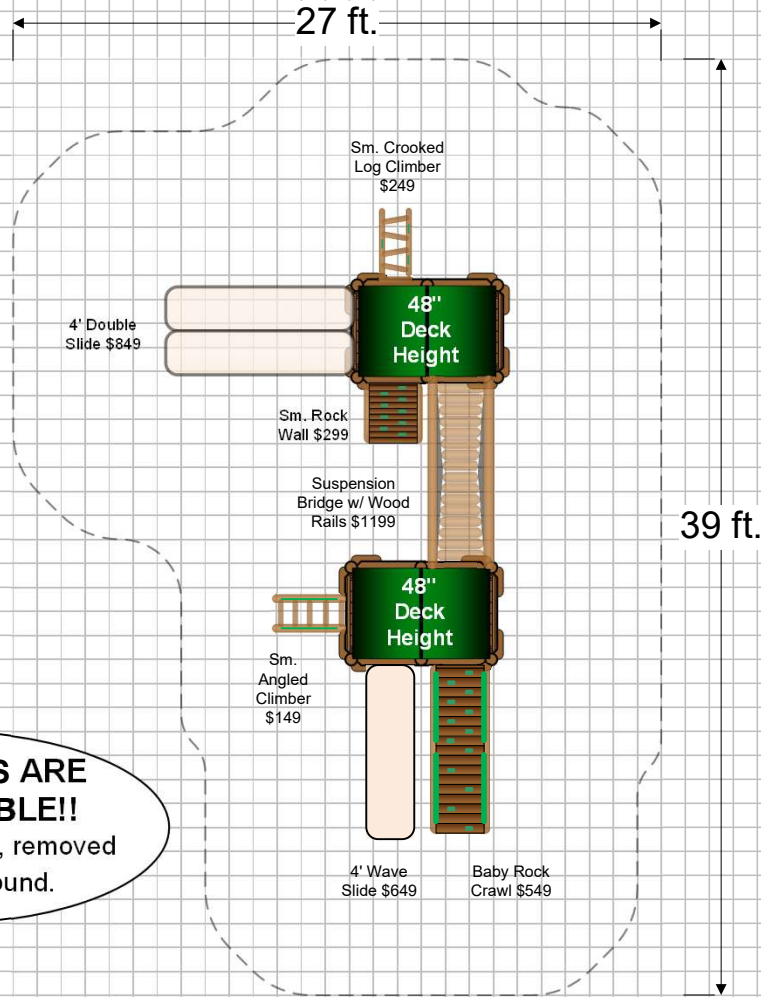 27 ft.
Sm. Crooked
Log Climber
$249
48"
Deck
Height
4' Double
Slide $849
Sm. Rock
Wall $299
Suspension
Bridge w/ Wood
Rails $1199
39 ft.
48"
Deck
Height
Sm.
Angled
Climber
$149
ARE
removed
4' Wave
Slide $649
Baby Rock
Crawl $549